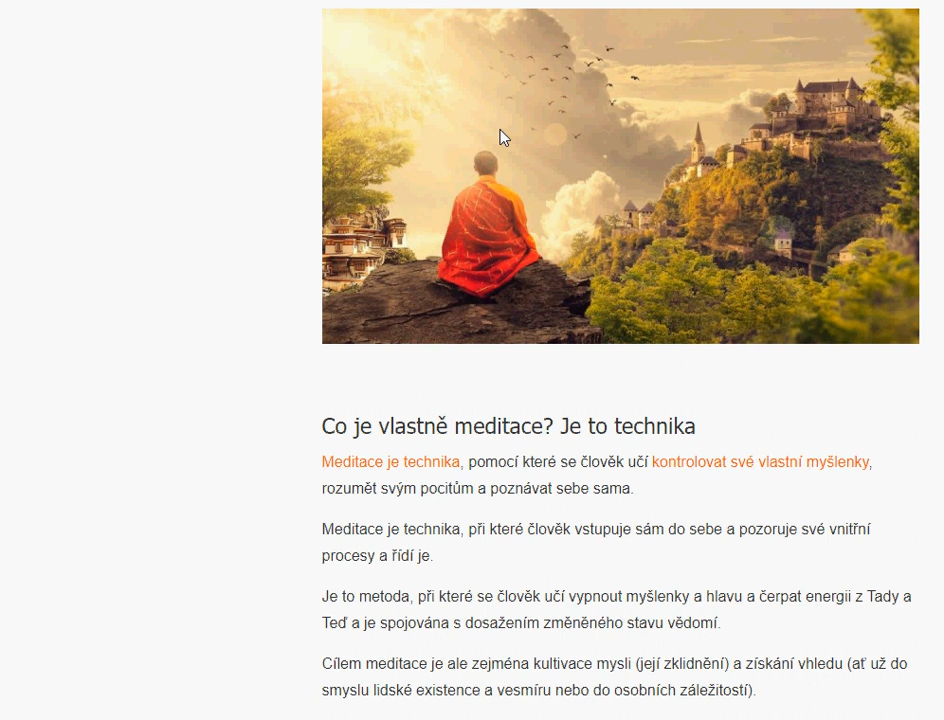 Co je vlastně meditace? Je to technika
Meditace je technika, pomocí které se člověk učí kontrolovat své vlastní myšlenky,
rozumět svým pocitům a poznávat sebe sama.
Meditace je technika, při které člověk vstupuje sám do sebe a pozoruje své vnitřní
procesy a řídí je.
Je to metoda, při které se člověk učí vypnout myšlenky a hlavu a čerpat energii z Tady a
Teď a je spojována s dosažením změněného stavu vědomí.
Cílem meditace je ale zejména kultivace mysli (její zklidnění) a získání vhledu (ať už do
smyslu lidské existence a vesmíru nebo do osobních záležitostí).